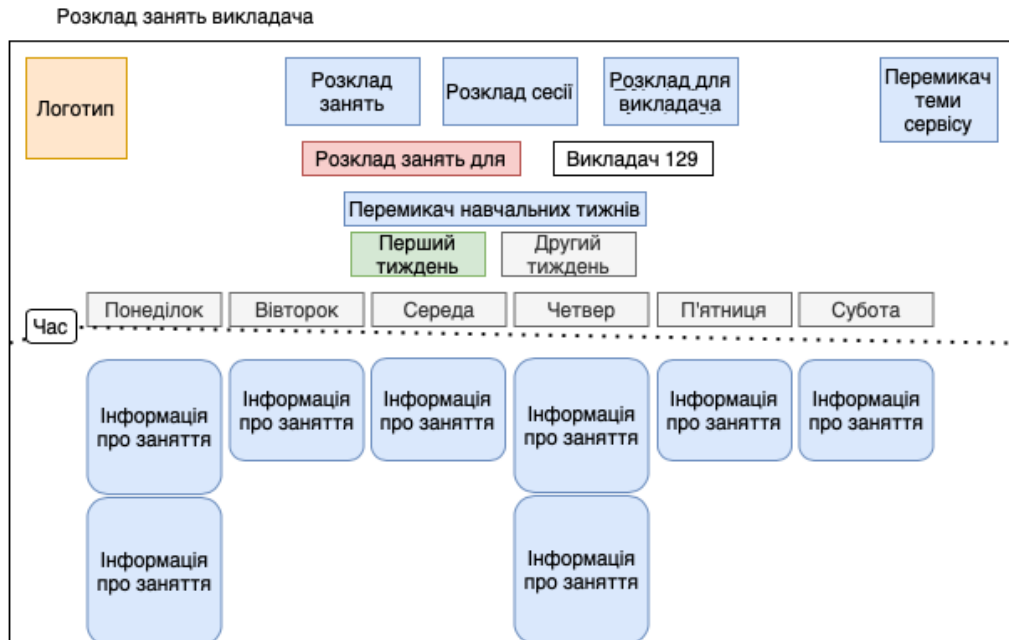 Розклад занять викладача
Логотип
Розклад
занять
Розклад сесії
Розклад для
викладача
Перемикач
теми
сервісу
Розклад занять для
Викладач 129
Перемикач навчальних тижнів
Перший
тиждень
Другий
тиждень
Час
Понеділок
Вівторок
Середа
Четвер
П'ятниця
Субота
Інформація
про заняття
Інформація
про заняття
Інформація
про заняття
Інформація
про заняття
Інформація
про заняття
Інформація
про заняття
Інформація
про заняття
Інформація
про заняття